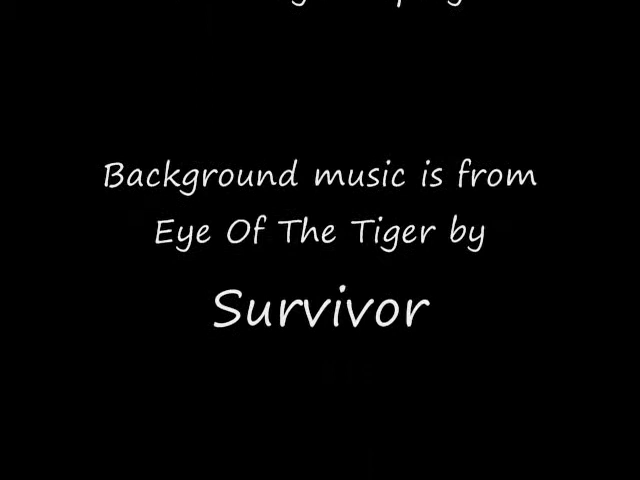 Background music is from
Eye Of The Tiger by
Survivor